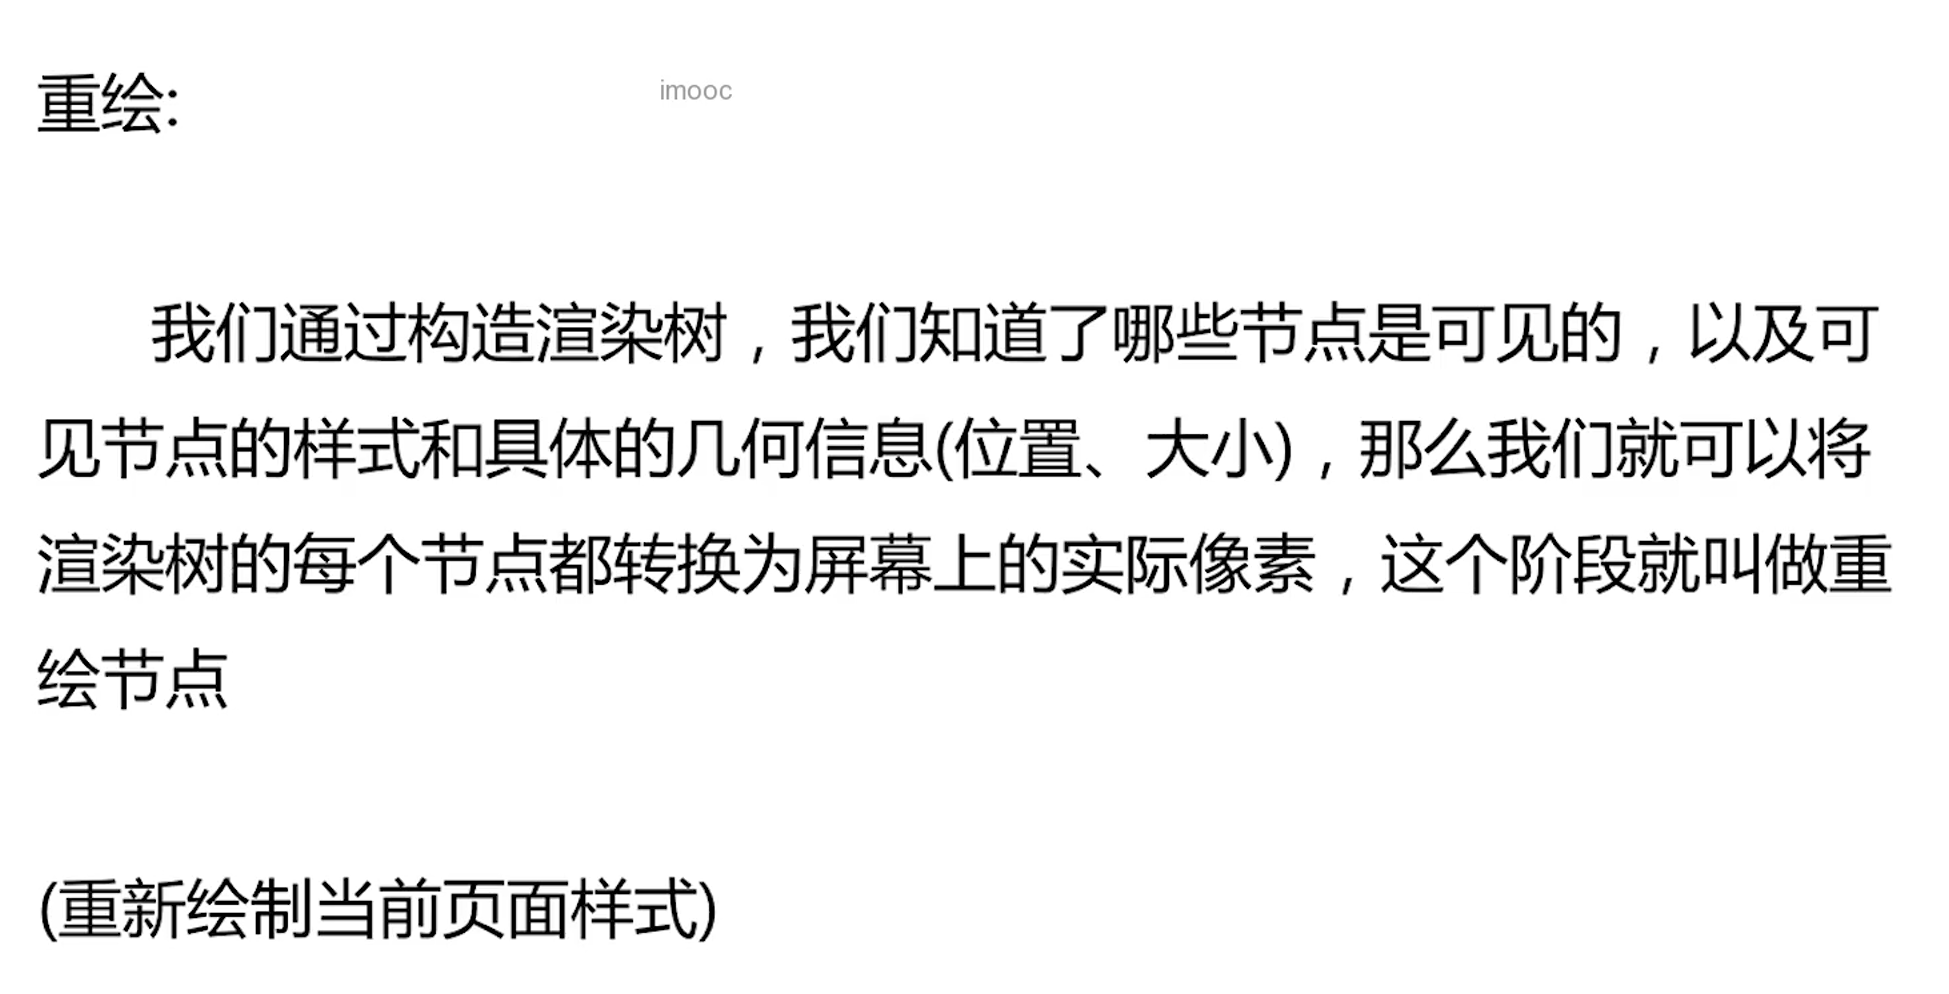 重绘:
imooc
我们通过构造渲染树，我们知道了哪些节点是可见的，以及可
见节点的样式和具体的几何信息(位置、大小)，那么我们就可以将
渲染树的每个节点都转换为屏幕上的实际像素，这个阶段就叫做重
绘节点
(重新绘制当前页面样式)